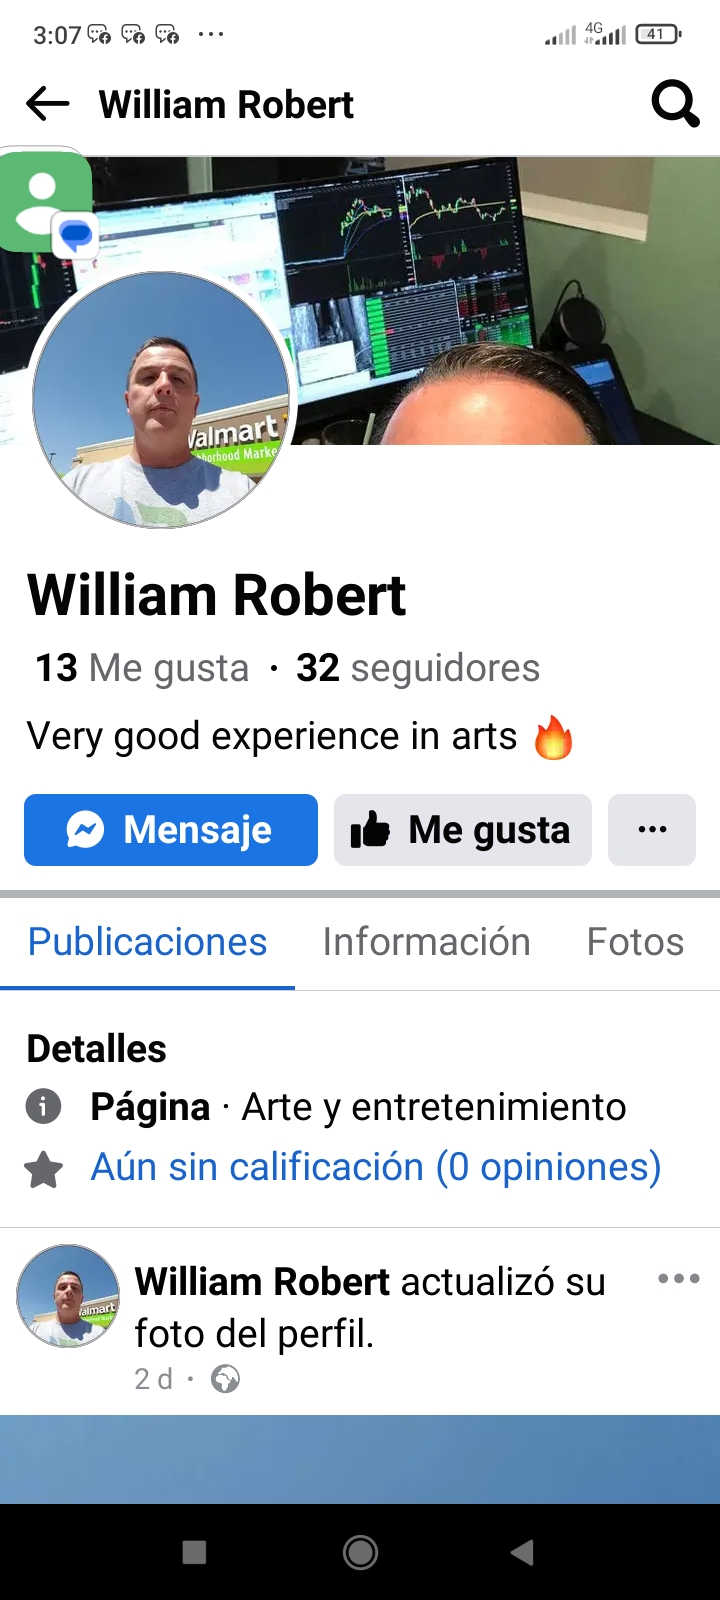 3:07
4G
41
William Robert
Walmart
Neighborhood Marke
William Robert
13 Me gusta · 32 seguidores
Very good experience in arts 🔥
Mensaje
Me gusta
Publicaciones
Información
Fotos
Detalles
Página · Arte y entretenimiento
Aún sin calificación (0 opiniones)
William Robert actualizó su
foto del perfil.
2 d ·